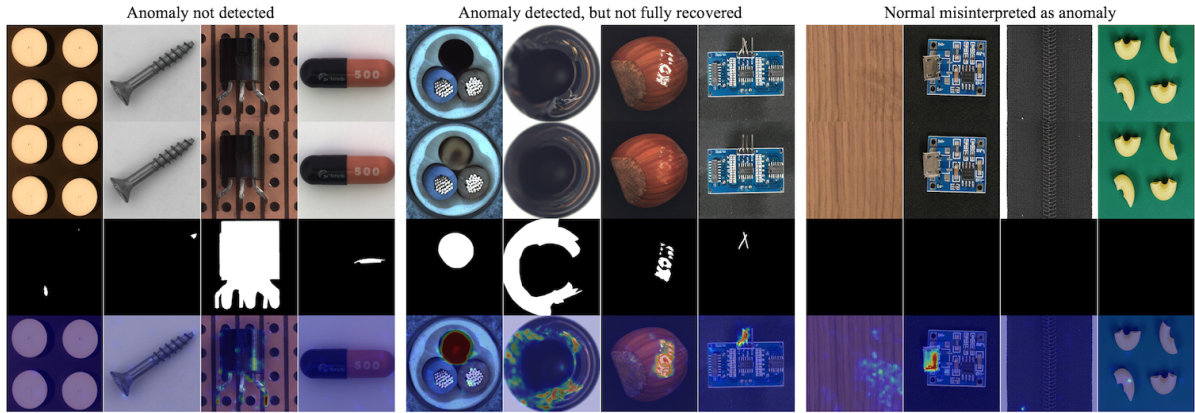 Anomaly not detected
Anomaly detected, but not fully recovered
Normal misinterpreted as anomaly
500
500